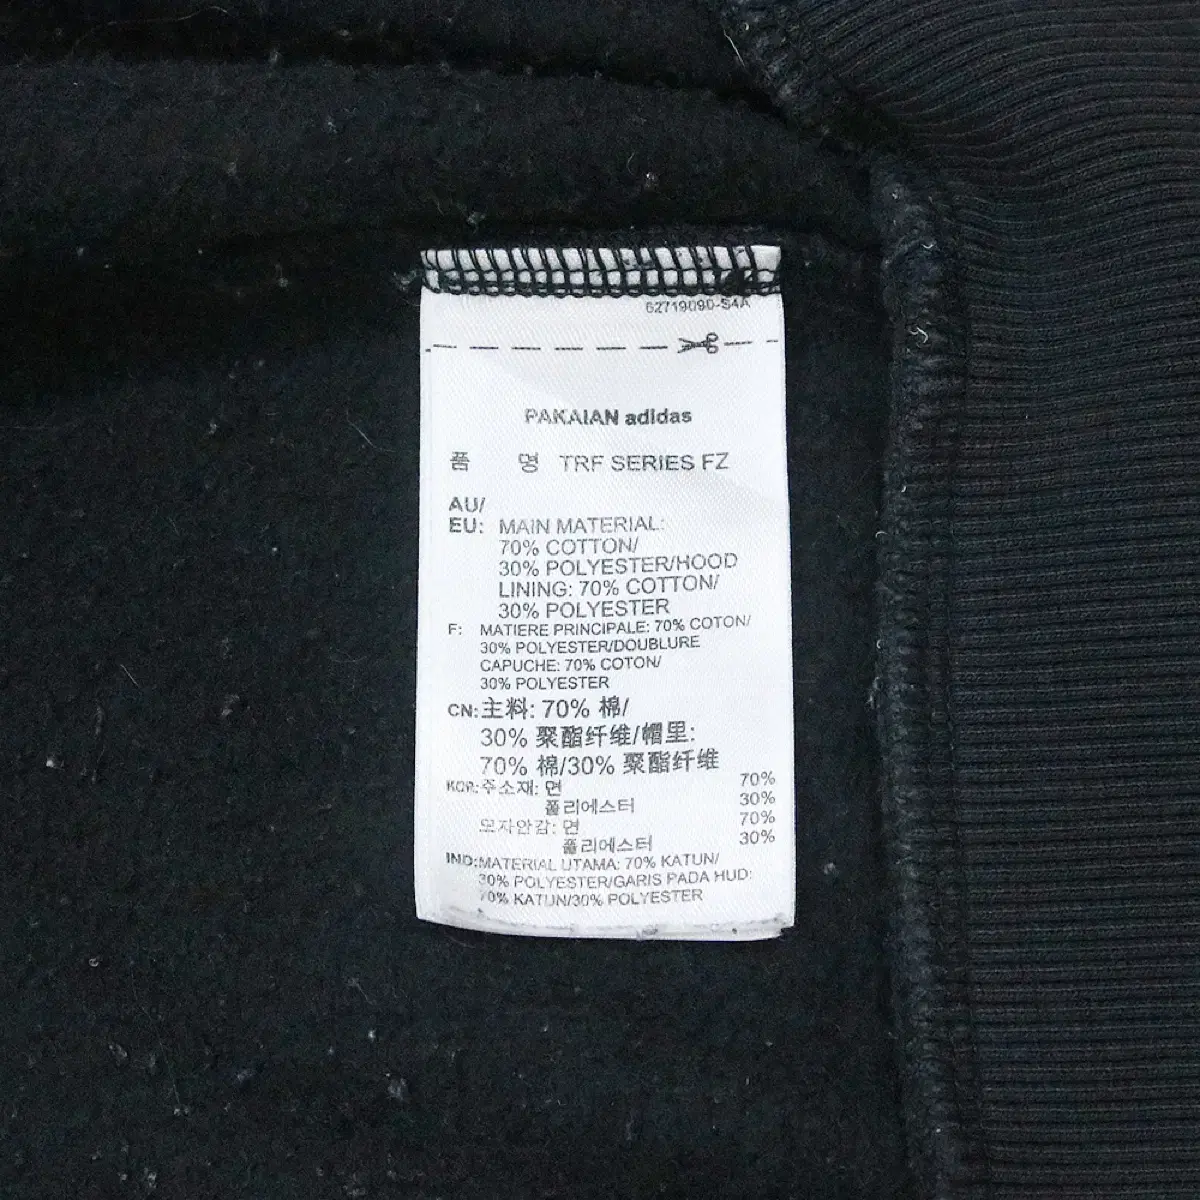 62719090-S4A
PAKAIAN adidas
품 명 TRF SERIES FZ
AU/
EU: MAIN MATERIAL:
70% COTTON/
30% POLYESTER/HOOD
LINING: 70% COTTON/
30% POLYESTER
F: MATIERE PRINCIPALE: 70% COTON/
30% POLYESTER/DOUBLURE
CAPUCHE: 70% COTON/
30% POLYESTER
CN: 主料: 70% 棉/
30% 聚酯纤维/帽里:
70% 棉/30% 聚酯纤维
KOR: 주소재: 면 70%
폴리에스터 30%
모자안감: 면 70%
폴리에스터 30%
IND: MATERIAL UTAMA: 70% KATUN/
30% POLYESTER/GARIS PADA HUD:
70% KATUN/30% POLYESTER